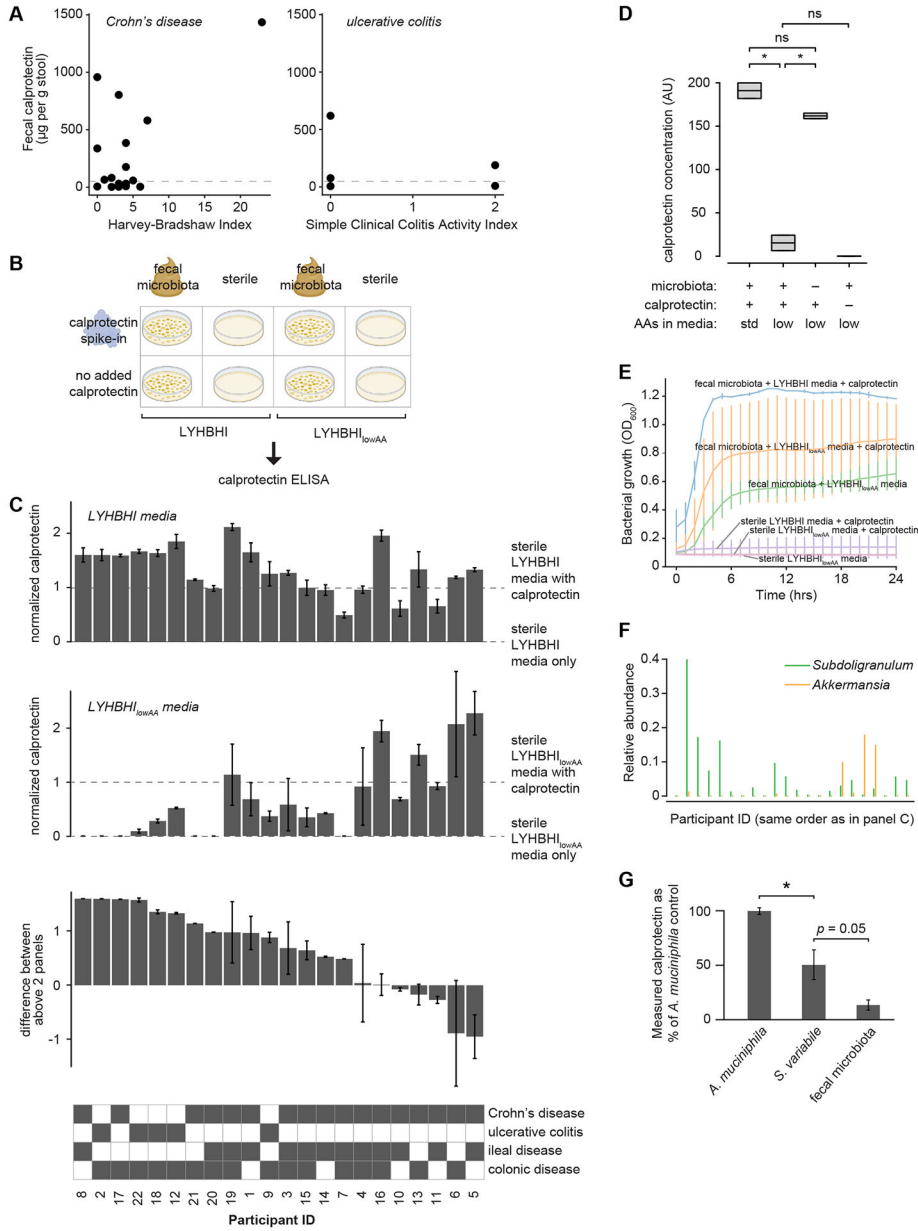 A
Crohn's disease
ulcerative colitis
Fecal calprotectin
(µg per g stool)
1500
1000
500
0
0
5
10
15
20
Harvey-Bradshaw Index
1500
1000
500
0
0
1
2
Simple Clinical Colitis Activity Index
B
fecal
microbiota
sterile
fecal
microbiota
sterile
calprotectin
spike-in
no added
calprotectin
LYHBHI
LYHBHIlowAA
calprotectin ELISA
C
LYHBHI media
normalized calprotectin
2
1
0
sterile
LYHBHI
media with
calprotectin
sterile
LYHBHI
media only
LYHBHIlowAA media
normalized calprotectin
2
1
0
sterile
LYHBHIlowAA
media with
calprotectin
sterile
LYHBHIlowAA
media only
difference between
above 2 panels
1
0
-1
Crohn's disease
ulcerative colitis
ileal disease
colonic disease
8
2
17
22
18
12
21
20
19
1
9
3
15
14
7
4
16
10
13
11
6
5
Participant ID
D
ns
ns
*
*
calprotectin concentration (AU)
200
150
100
50
0
microbiota: + + – +
calprotectin: + + + –
AAs in media: std low low low
E
Bacterial growth (OD600)
1.2
1.0
0.8
0.6
0.4
0.2
0.0
fecal microbiota + LYHBHI media + calprotectin
fecal microbiota + LYHBHIlowAA media + calprotectin
fecal microbiota + LYHBHIlowAA media
sterile LYHBHI media + calprotectin
sterile LYHBHIlowAA media + calprotectin
sterile LYHBHIlowAA media
0
6
12
18
24
Time (hrs)
F
Relative abundance
0.4
0.2
0
Subdoligranulum
Akkermansia
Participant ID (same order as in panel C)
G
Measured calprotectin as
% of A. muciniphila control
100
50
0
*
p = 0.05
A. muciniphila
S. variabile
fecal microbiota